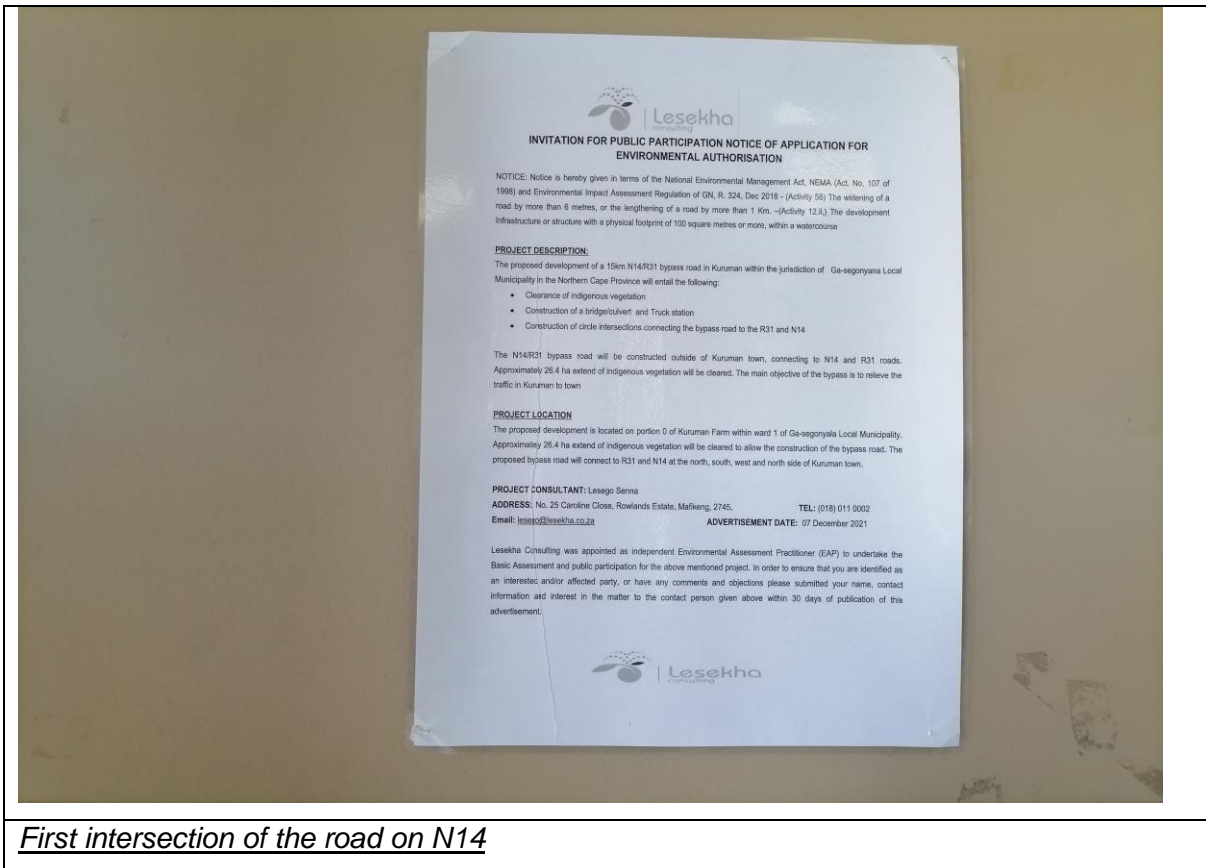 Lesekha
consulting
INVITATION FOR PUBLIC PARTICIPATION NOTICE OF APPLICATION FOR
ENVIRONMENTAL AUTHORISATION
NOTICE: Notice is hereby given in terms of the National Environmental Management Act, NEMA (Act. No. 107 of
1998) and Environmental Impact Assessment Regulation of GN, R. 324, Dec 2018 - (Activity 56) The widening of a
road by more than 6 metres, or the lengthening of a road by more than 1 Km. –(Activity 12,ii,) The development
Infrastructure or structure with a physical footprint of 100 square metres or more, within a watercourse
PROJECT DESCRIPTION:
The proposed development of a 15km N14/R31 bypass road in Kuruman within the jurisdiction of Ga-segonyana Local
Municipality in the Northern Cape Province will entail the following:
• Clearance of indigenous vegetation
• Construction of a bridge/culvert and Truck station
• Construction of circle intersections connecting the bypass road to the R31 and N14
The N14/R31 bypass road will be constructed outside of Kuruman town, connecting to N14 and R31 roads.
Approximately 26.4 ha extend of indigenous vegetation will be cleared. The main objective of the bypass is to relieve the
traffic in Kuruman to town
PROJECT LOCATION
The proposed development is located on portion 0 of Kuruman Farm within ward 1 of Ga-segonyala Local Municipality.
Approximately 26.4 ha extend of indigenous vegetation will be cleared to allow the construction of the bypass road. The
proposed bypass road will connect to R31 and N14 at the north, south, west and north side of Kuruman town.
PROJECT CONSULTANT: Lesego Senna
ADDRESS: No. 25 Caroline Close, Rowlands Estate, Mafikeng, 2745. TEL: (018) 011 0002
Email: lesego@lesekha.co.za ADVERTISEMENT DATE: 07 December 2021
Lesekha Consulting was appointed as independent Environmental Assessment Practitioner (EAP) to undertake the
Basic Assessment and public participation for the above mentioned project. In order to ensure that you are identified as
an interested and/or affected party, or have any comments and objections please submitted your name, contact
information and interest in the matter to the contact person given above within 30 days of publication of this
advertisement.
Lesekha
consulting
First intersection of the road on N14